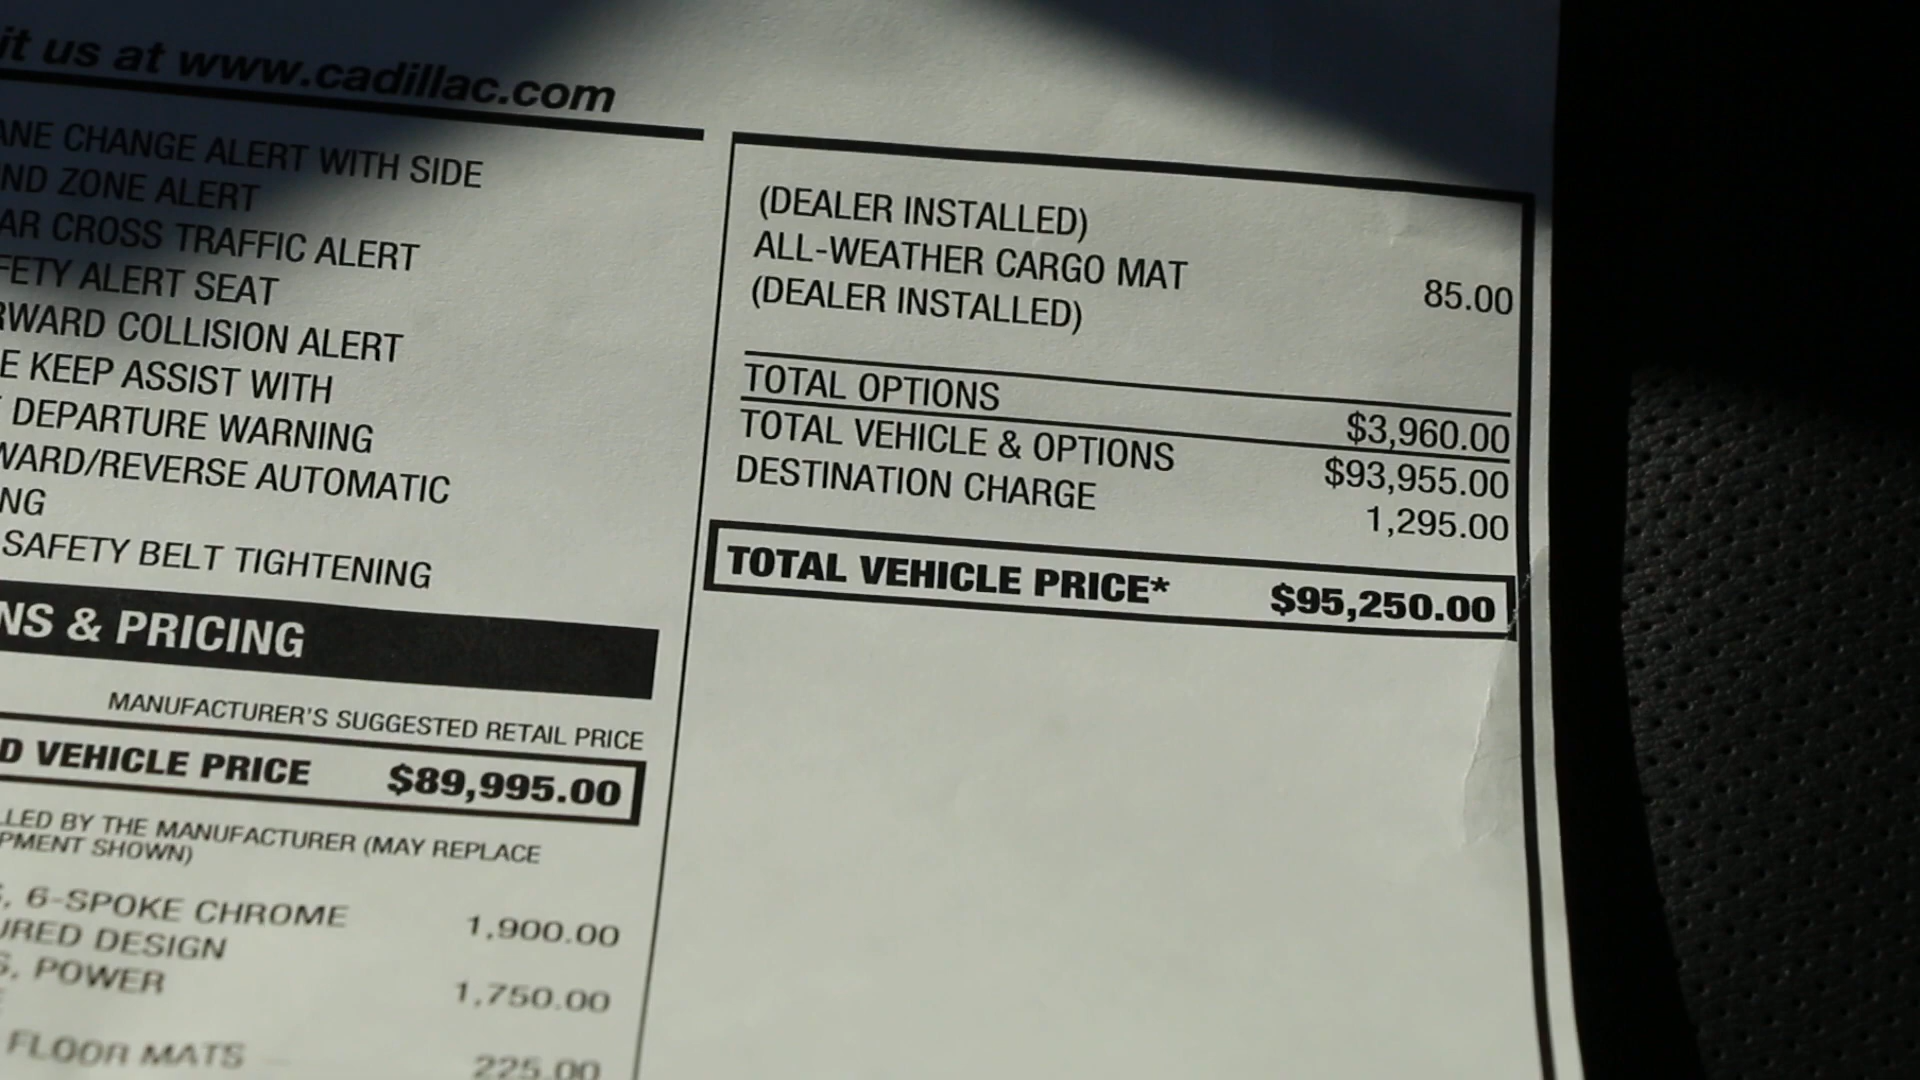 it us at www.cadillac.com
ANE CHANGE ALERT WITH SIDE
ND ZONE ALERT
AR CROSS TRAFFIC ALERT
FETY ALERT SEAT
RWARD COLLISION ALERT
E KEEP ASSIST WITH
DEPARTURE WARNING
WARD/REVERSE AUTOMATIC
NG
SAFETY BELT TIGHTENING
NS & PRICING
MANUFACTURER'S SUGGESTED RETAIL PRICE
D VEHICLE PRICE $89,995.00
LLED BY THE MANUFACTURER (MAY REPLACE
PMENT SHOWN)
, 6-SPOKE CHROME 1,900.00
URED DESIGN
S, POWER 1,750.00
FLOOR MATS 225.00
(DEALER INSTALLED)
ALL-WEATHER CARGO MAT 85.00
(DEALER INSTALLED)
TOTAL OPTIONS $3,960.00
TOTAL VEHICLE & OPTIONS $93,955.00
DESTINATION CHARGE 1,295.00
TOTAL VEHICLE PRICE* $95,250.00